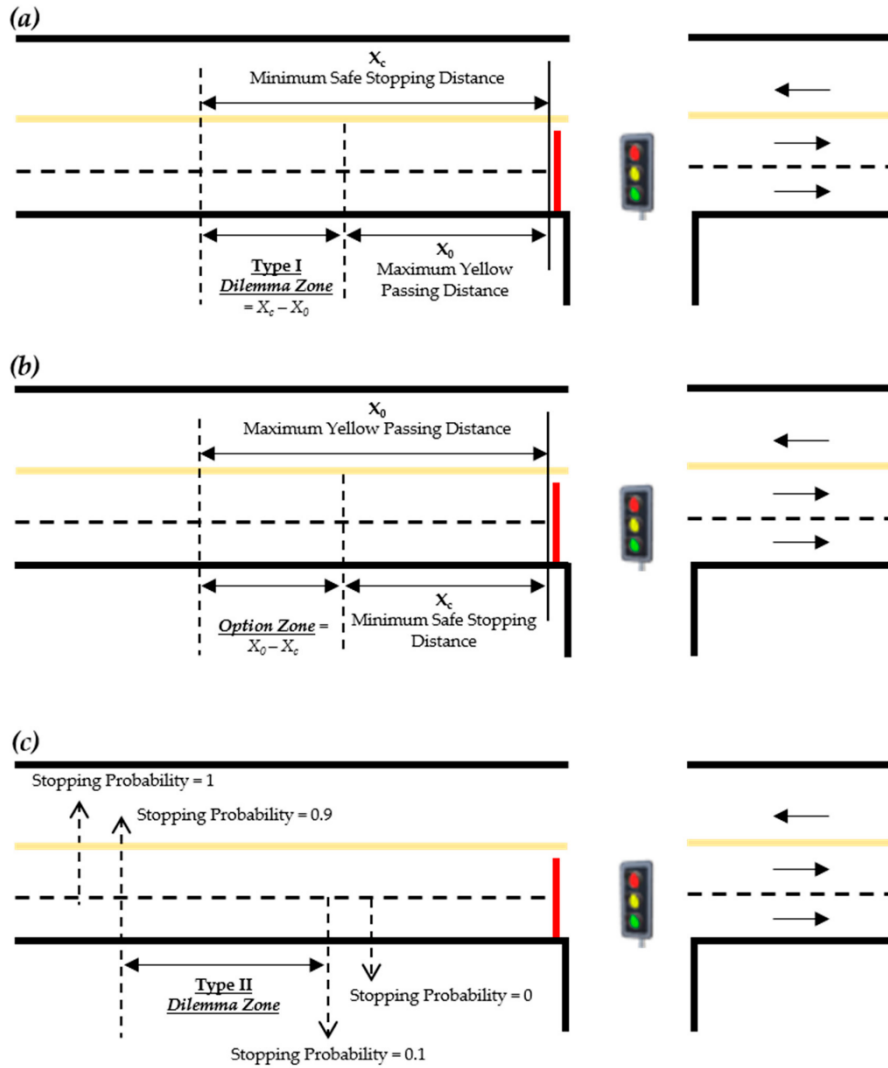 (a)
Xc
Minimum Safe Stopping Distance
Type I
Dilemma Zone
= Xc – X0
X0
Maximum Yellow
Passing Distance
(b)
X0
Maximum Yellow Passing Distance
Option Zone =
X0 – Xc
Xc
Minimum Safe Stopping
Distance
(c)
Stopping Probability = 1
Stopping Probability = 0.9
Type II
Dilemma Zone
Stopping Probability = 0
Stopping Probability = 0.1